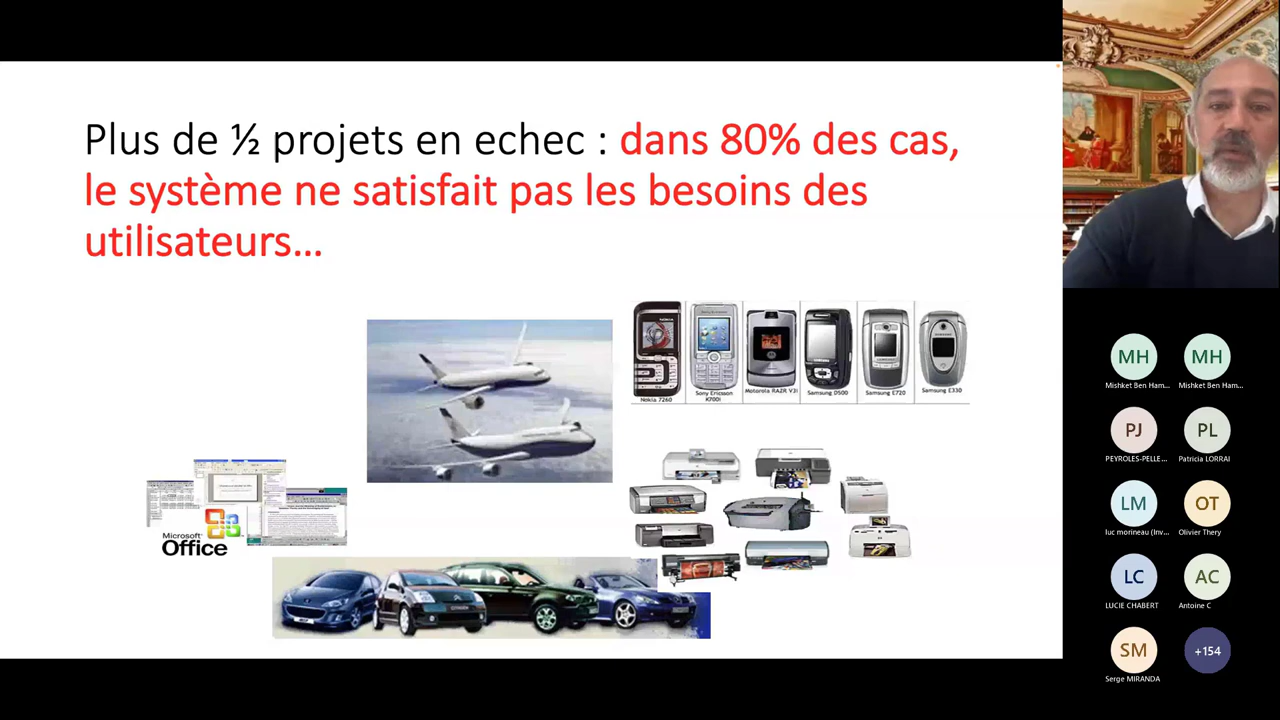 Plus de ½ projets en echec : dans 80% des cas,
le système ne satisfait pas les besoins des
utilisateurs...
NOKIA
Nokia 7260
Sony Ericsson
K700i
Motorola RAZR V3i
Samsung D500
Samsung E720
Samsung E330
Microsoft
Office
MH
MH
Mishket Ben Ham...
Mishket Ben Ham...
PJ
PL
PEYROLES-PELLE...
Patricia LORRAI
LM
OT
luc morineau (Inv...
Olivier Thery
LC
AC
LUCIE CHABERT
Antoine C
SM
+154
Serge MIRANDA